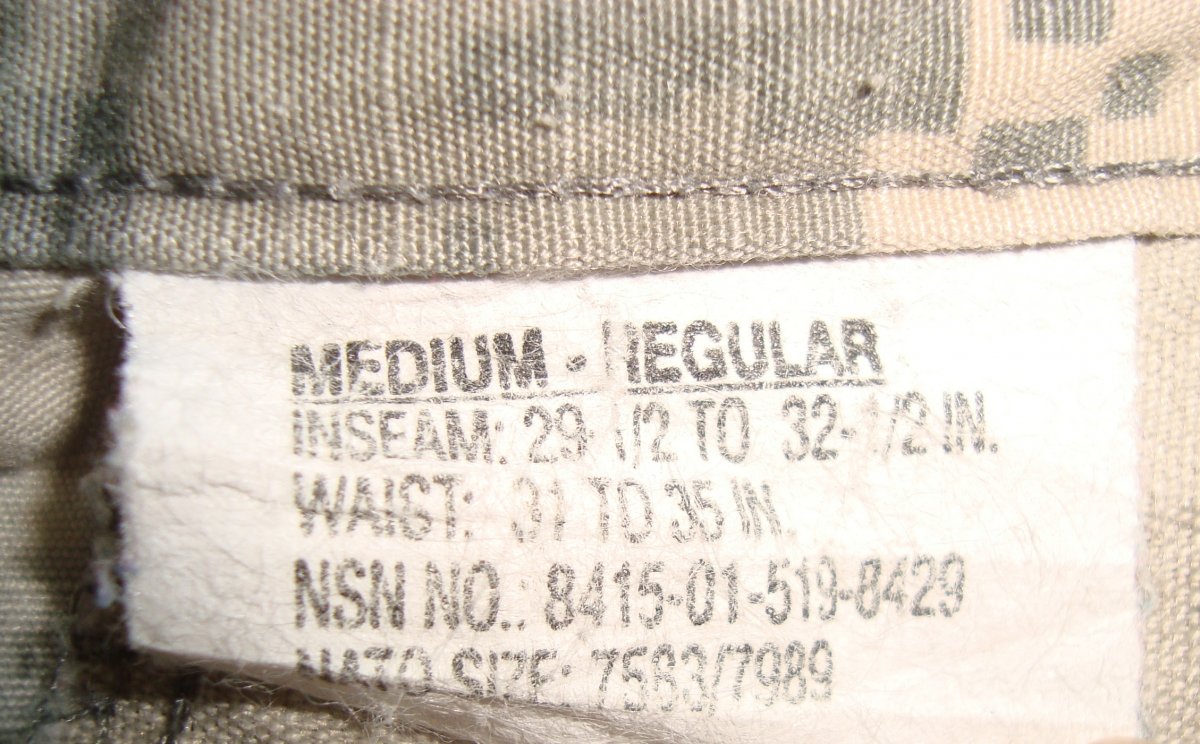 MEDIUM - REGULAR
INSEAM: 29-1/2 TO 32-1/2 IN.
WAIST: 31 TO 35 IN.
NSN NO.: 8415-01-519-8429
NATO SIZE: 7583/7989